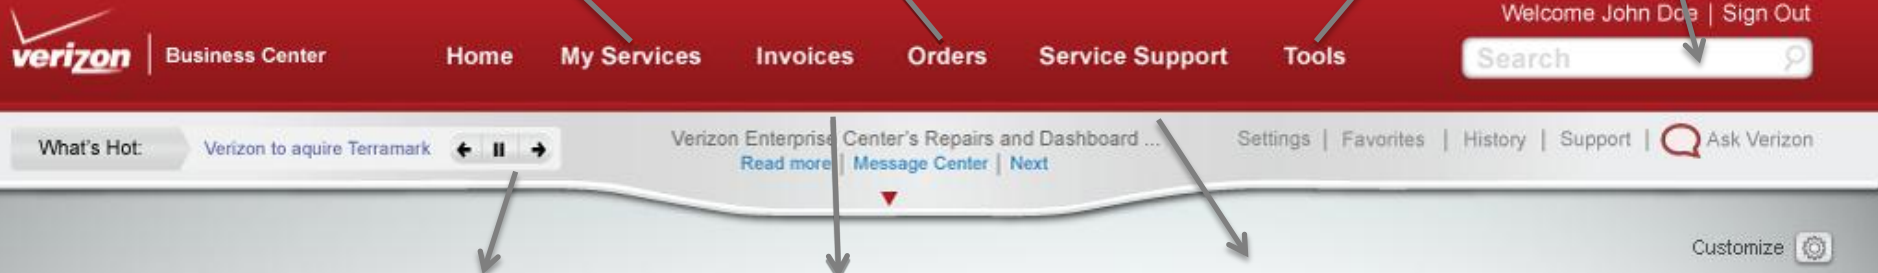 Welcome John Doe | Sign Out
verizon | Business Center Home My Services Invoices Orders Service Support Tools Search
What's Hot: Verizon to aquire Terramark Verizon Enterprise Center's Repairs and Dashboard ... Settings | Favorites | History | Support | Ask Verizon
Read more | Message Center | Next
Customize